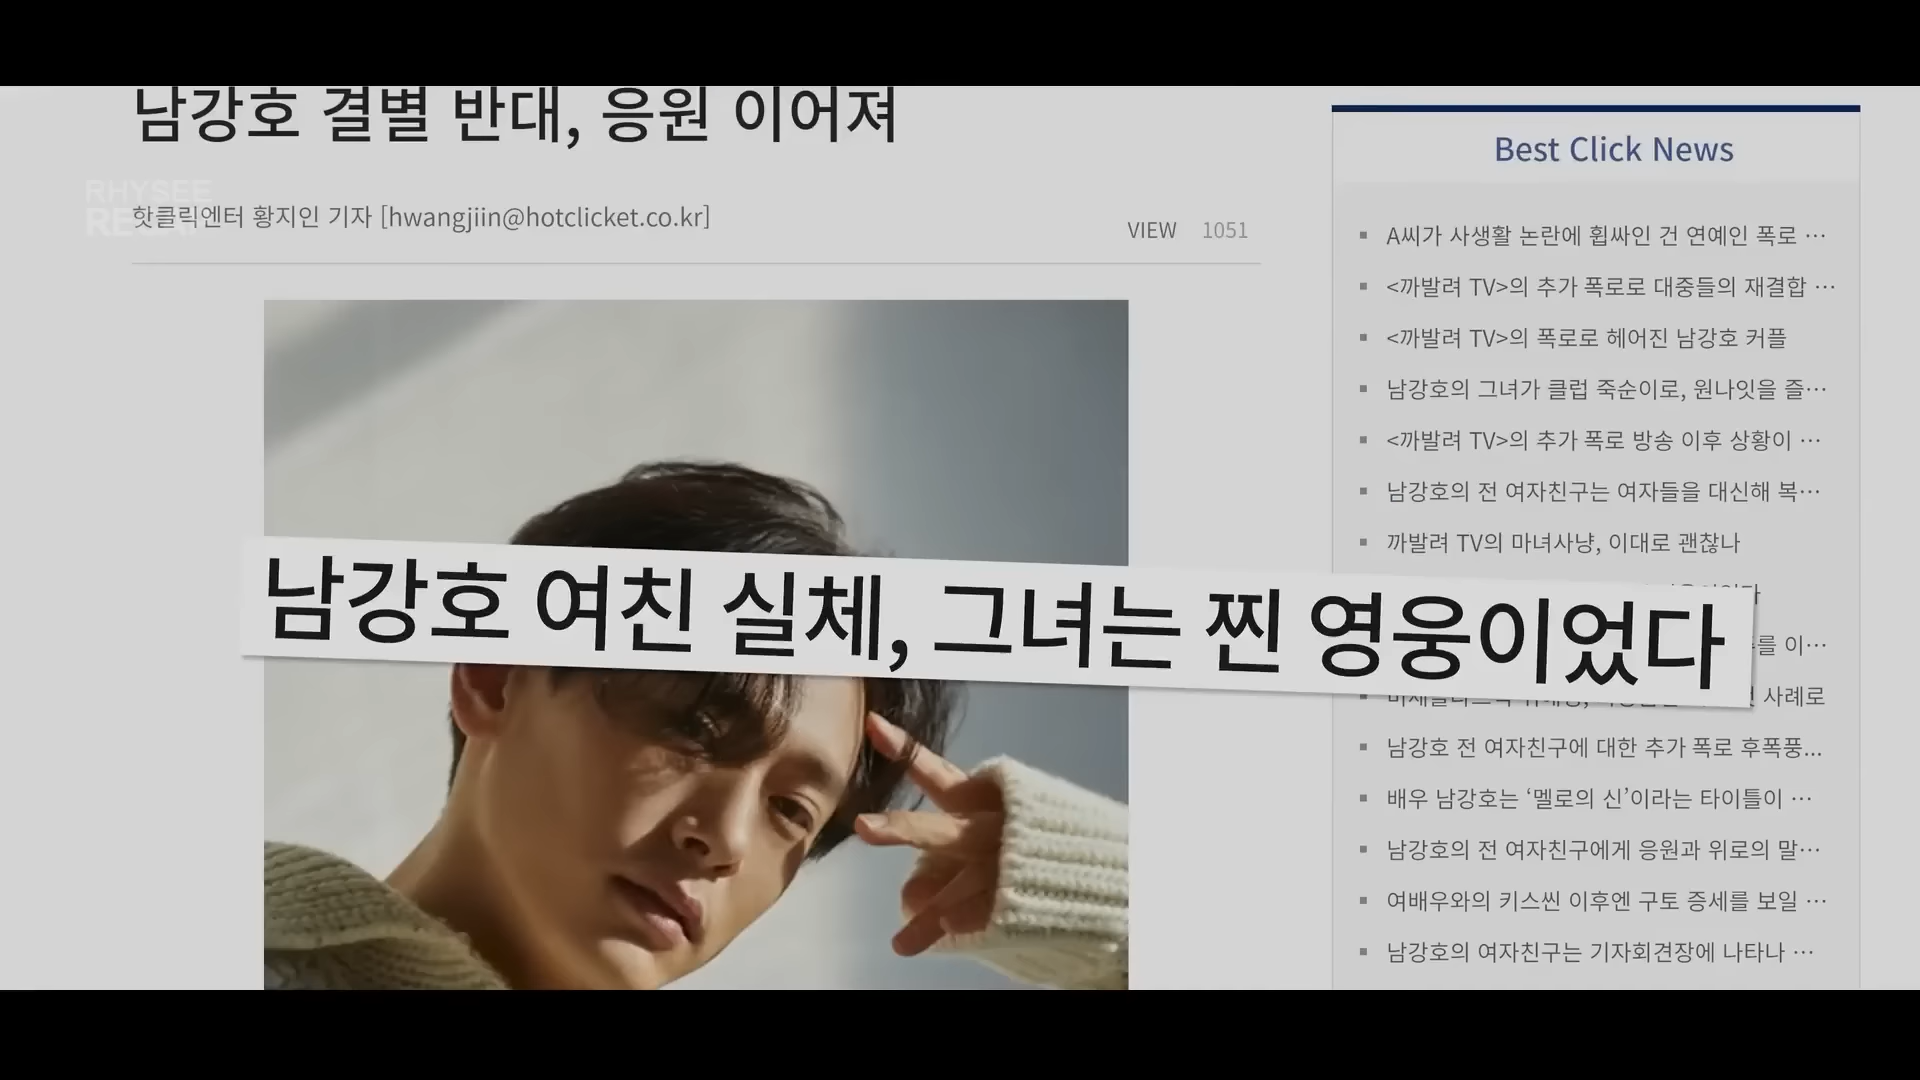 남강호 결별 반대, 응원 이어져
RHYSEE
핫클릭엔터 황지인 기자 [hwangjiin@hotclicket.co.kr]
VIEW 1051
남강호 여친 실체, 그녀는 찐 영웅이었다
Best Click News
A씨가 사생활 논란에 휩싸인 건 연예인 폭로 …
<까발려 TV>의 추가 폭로로 대중들의 재결합 …
<까발려 TV>의 폭로로 헤어진 남강호 커플
남강호의 그녀가 클럽 죽순이로, 원나잇을 즐…
<까발려 TV>의 추가 폭로 방송 이후 상황이 …
남강호의 전 여자친구는 여자들을 대신해 복…
까발려 TV의 마녀사냥, 이대로 괜찮나
를 이…
사례로
남강호 전 여자친구에 대한 추가 폭로 후폭풍...
배우 남강호는 ‘멜로의 신’이라는 타이틀이 …
남강호의 전 여자친구에게 응원과 위로의 말…
여배우와의 키스씬 이후엔 구토 증세를 보일 …
남강호의 여자친구는 기자회견장에 나타나 …